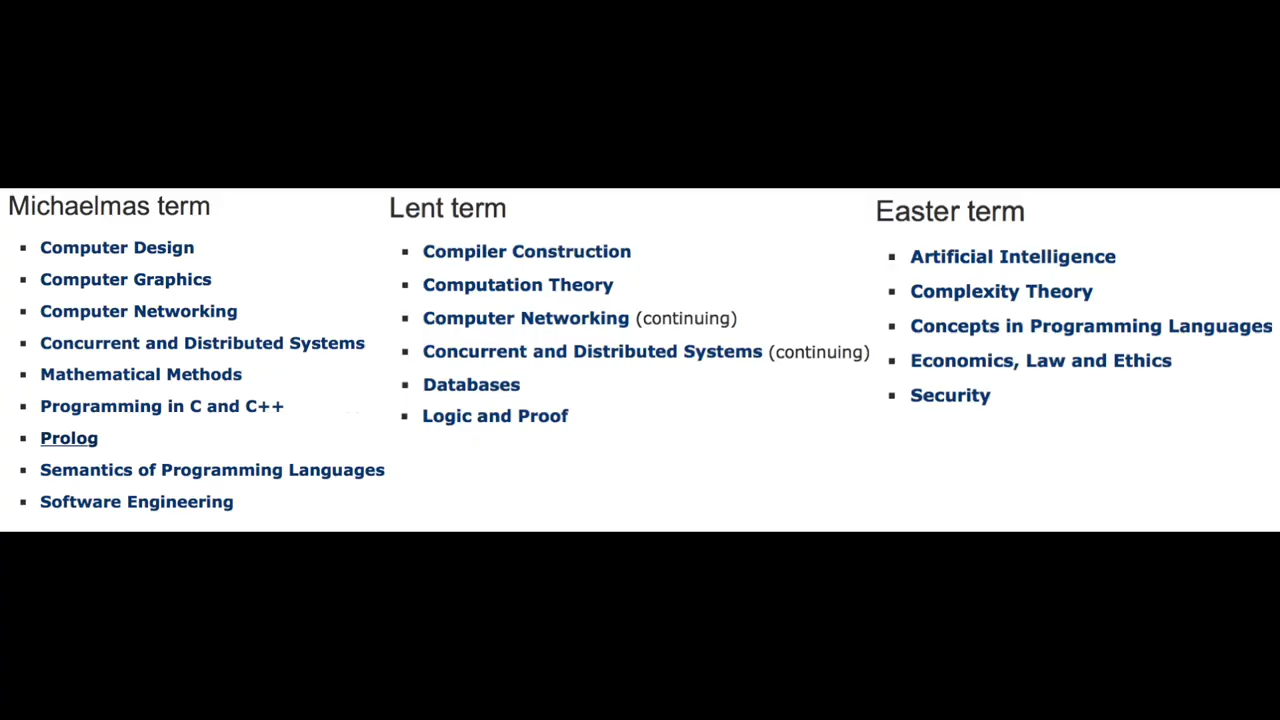 Michaelmas term
Computer Design
Computer Graphics
Computer Networking
Concurrent and Distributed Systems
Mathematical Methods
Programming in C and C++
Prolog
Semantics of Programming Languages
Software Engineering
Lent term
Compiler Construction
Computation Theory
Computer Networking (continuing)
Concurrent and Distributed Systems (continuing)
Databases
Logic and Proof
Easter term
Artificial Intelligence
Complexity Theory
Concepts in Programming Languages
Economics, Law and Ethics
Security